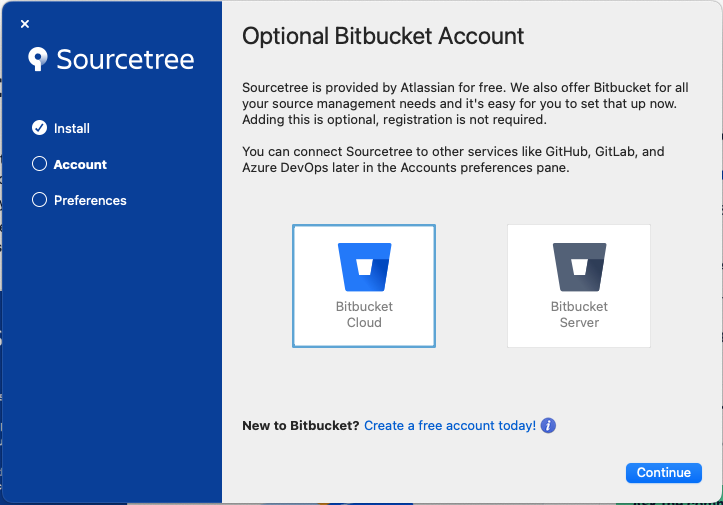 Sourcetree
Install
Account
Preferences
Optional Bitbucket Account
Sourcetree is provided by Atlassian for free. We also offer Bitbucket for all
your source management needs and it's easy for you to set that up now.
Adding this is optional, registration is not required.
You can connect Sourcetree to other services like GitHub, GitLab, and
Azure DevOps later in the Accounts preferences pane.
Bitbucket
Cloud
Bitbucket
Server
New to Bitbucket? Create a free account today!
Continue